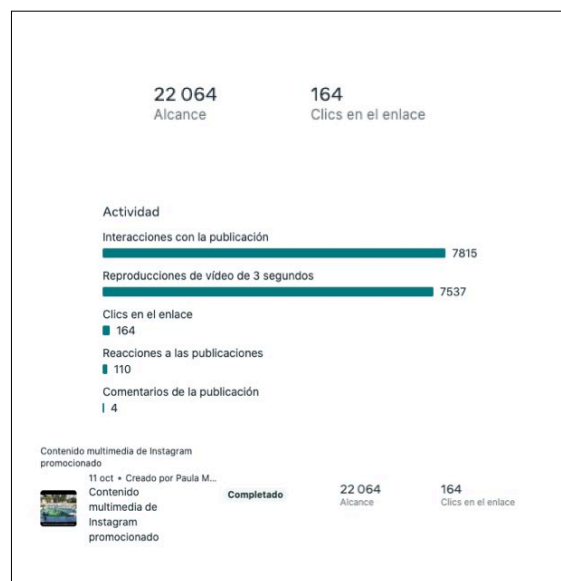 22 064 164
Alcance Clics en el enlace
Actividad
Interacciones con la publicación
7815
Reproducciones de vídeo de 3 segundos
7537
Clics en el enlace
164
Reacciones a las publicaciones
110
Comentarios de la publicación
4
Contenido multimedia de Instagram
promocionado
11 oct • Creado por Paula M...
Contenido
multimedia de
Instagram
promocionado
Completado
22 064 164
Alcance Clics en el enlace